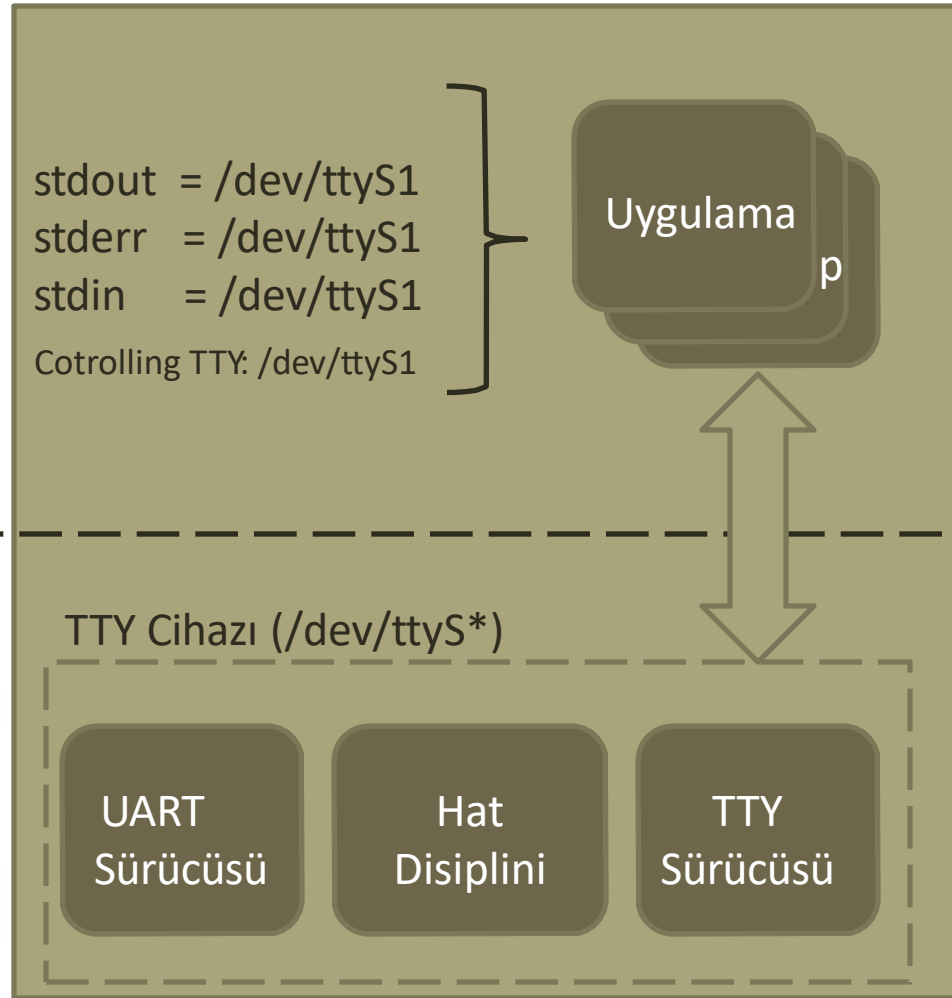 stdout = /dev/ttyS1
stderr = /dev/ttyS1
stdin = /dev/ttyS1
Cotrolling TTY: /dev/ttyS1
Uygulama
p
TTY Cihazı (/dev/ttyS*)
UART
Sürücüsü
Hat
Disiplini
TTY
Sürücüsü